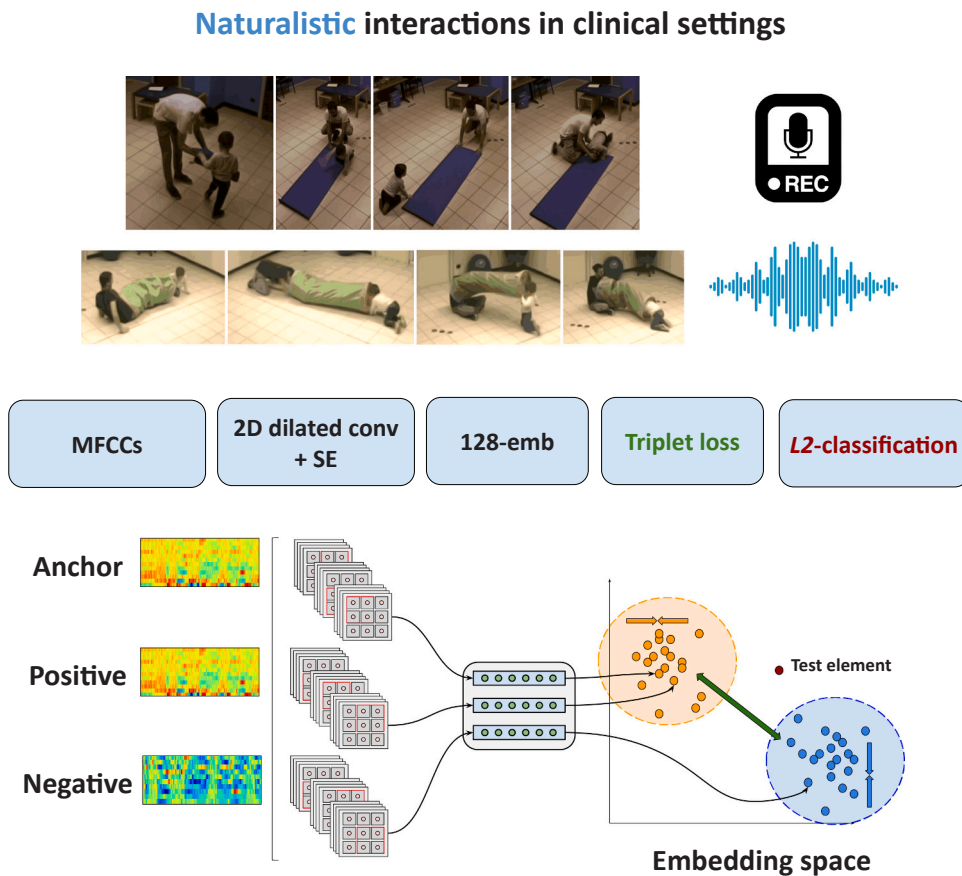 Naturalistic interactions in clinical settings
REC
MFCCs
2D dilated conv
+ SE
128-emb
Triplet loss
L2-classification
Anchor
Positive
Negative
Test element
Embedding space